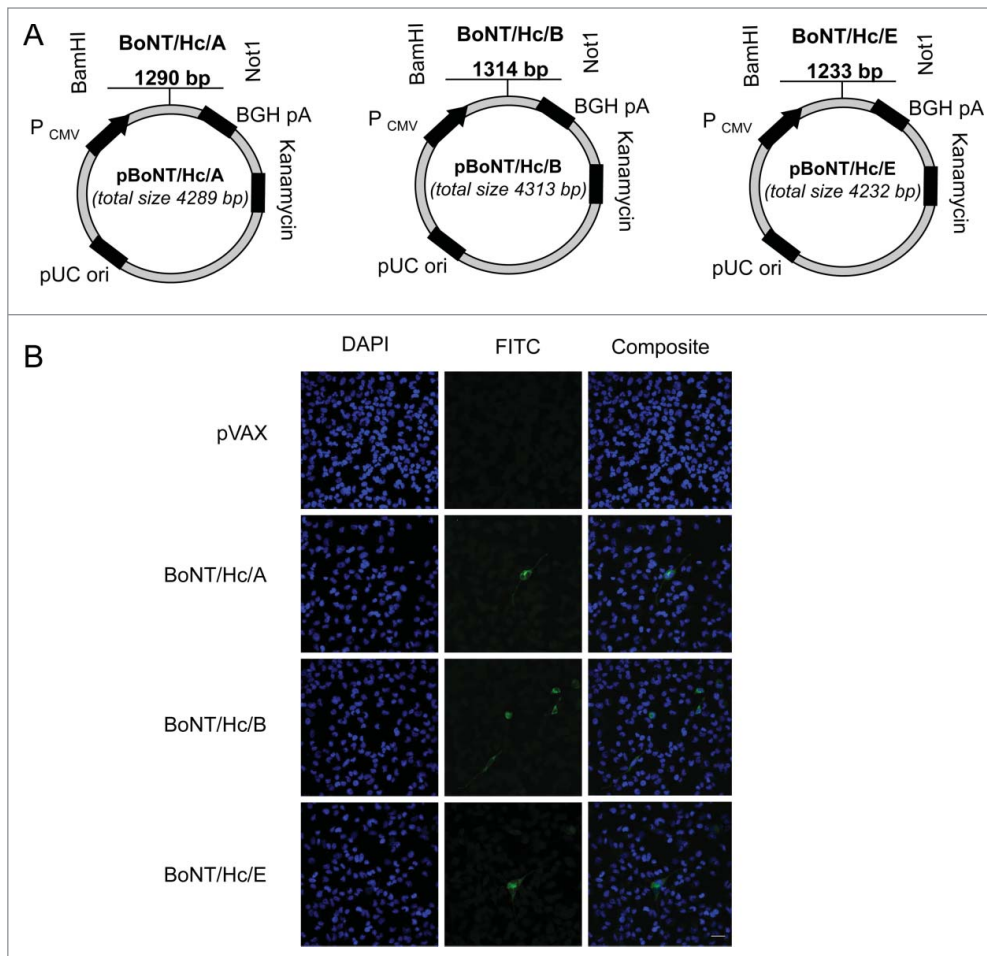 A
BamHI
BoNT/Hc/A
1290 bp
Not1
P CMV
BGH pA
Kanamycin
pBoNT/Hc/A
(total size 4289 bp)
pUC ori
BamHI
BoNT/Hc/B
1314 bp
Not1
P CMV
BGH pA
Kanamycin
pBoNT/Hc/B
(total size 4313 bp)
pUC ori
BamHI
BoNT/Hc/E
1233 bp
Not1
P CMV
BGH pA
Kanamycin
pBoNT/Hc/E
(total size 4232 bp)
pUC ori
B
DAPI FITC Composite
pVAX
BoNT/Hc/A
BoNT/Hc/B
BoNT/Hc/E